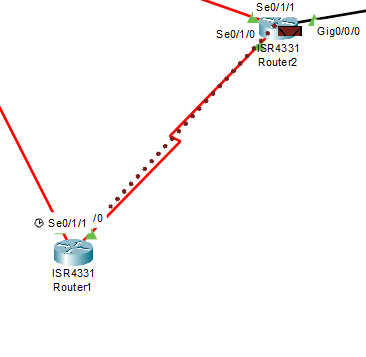 Se0/1/1
Se0/1/0
Gig0/0/0
ISR4331
Router2
Se0/1/1
/0
ISR4331
Router1